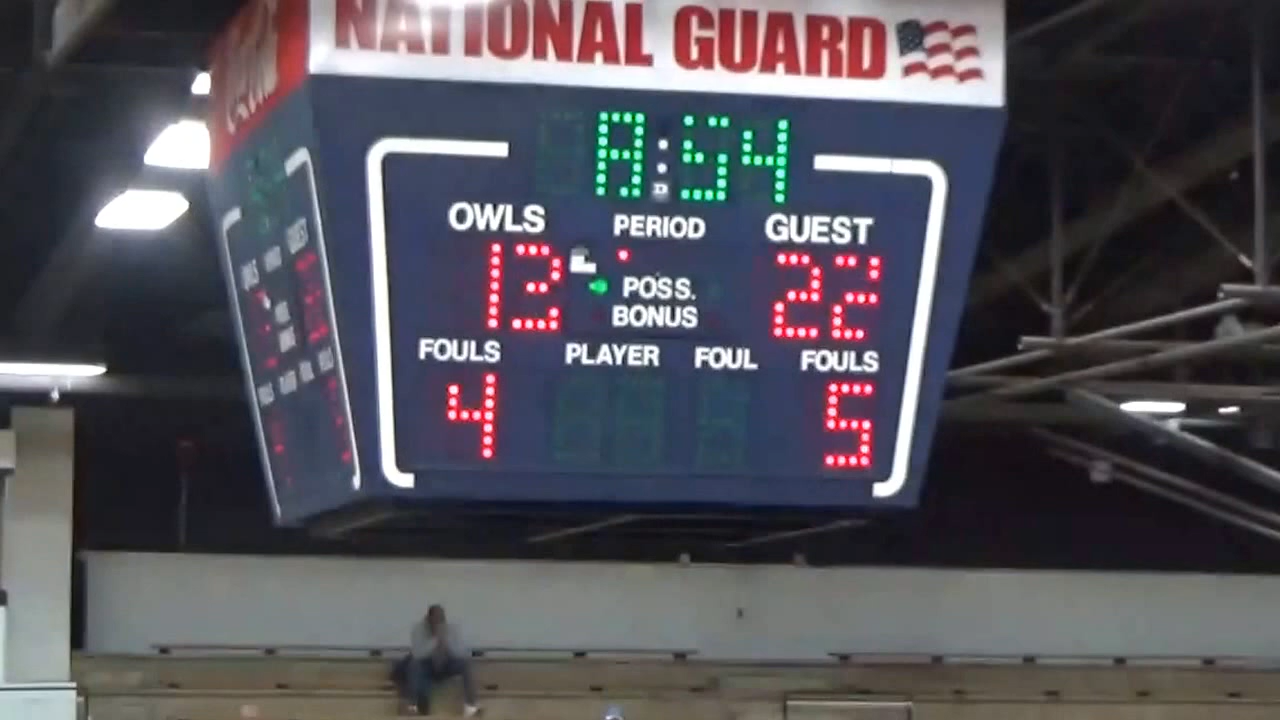 NATIONAL GUARD
8:54
OWLS PERIOD GUEST
13 22
POSS.
BONUS
FOULS PLAYER FOUL FOULS
4 5